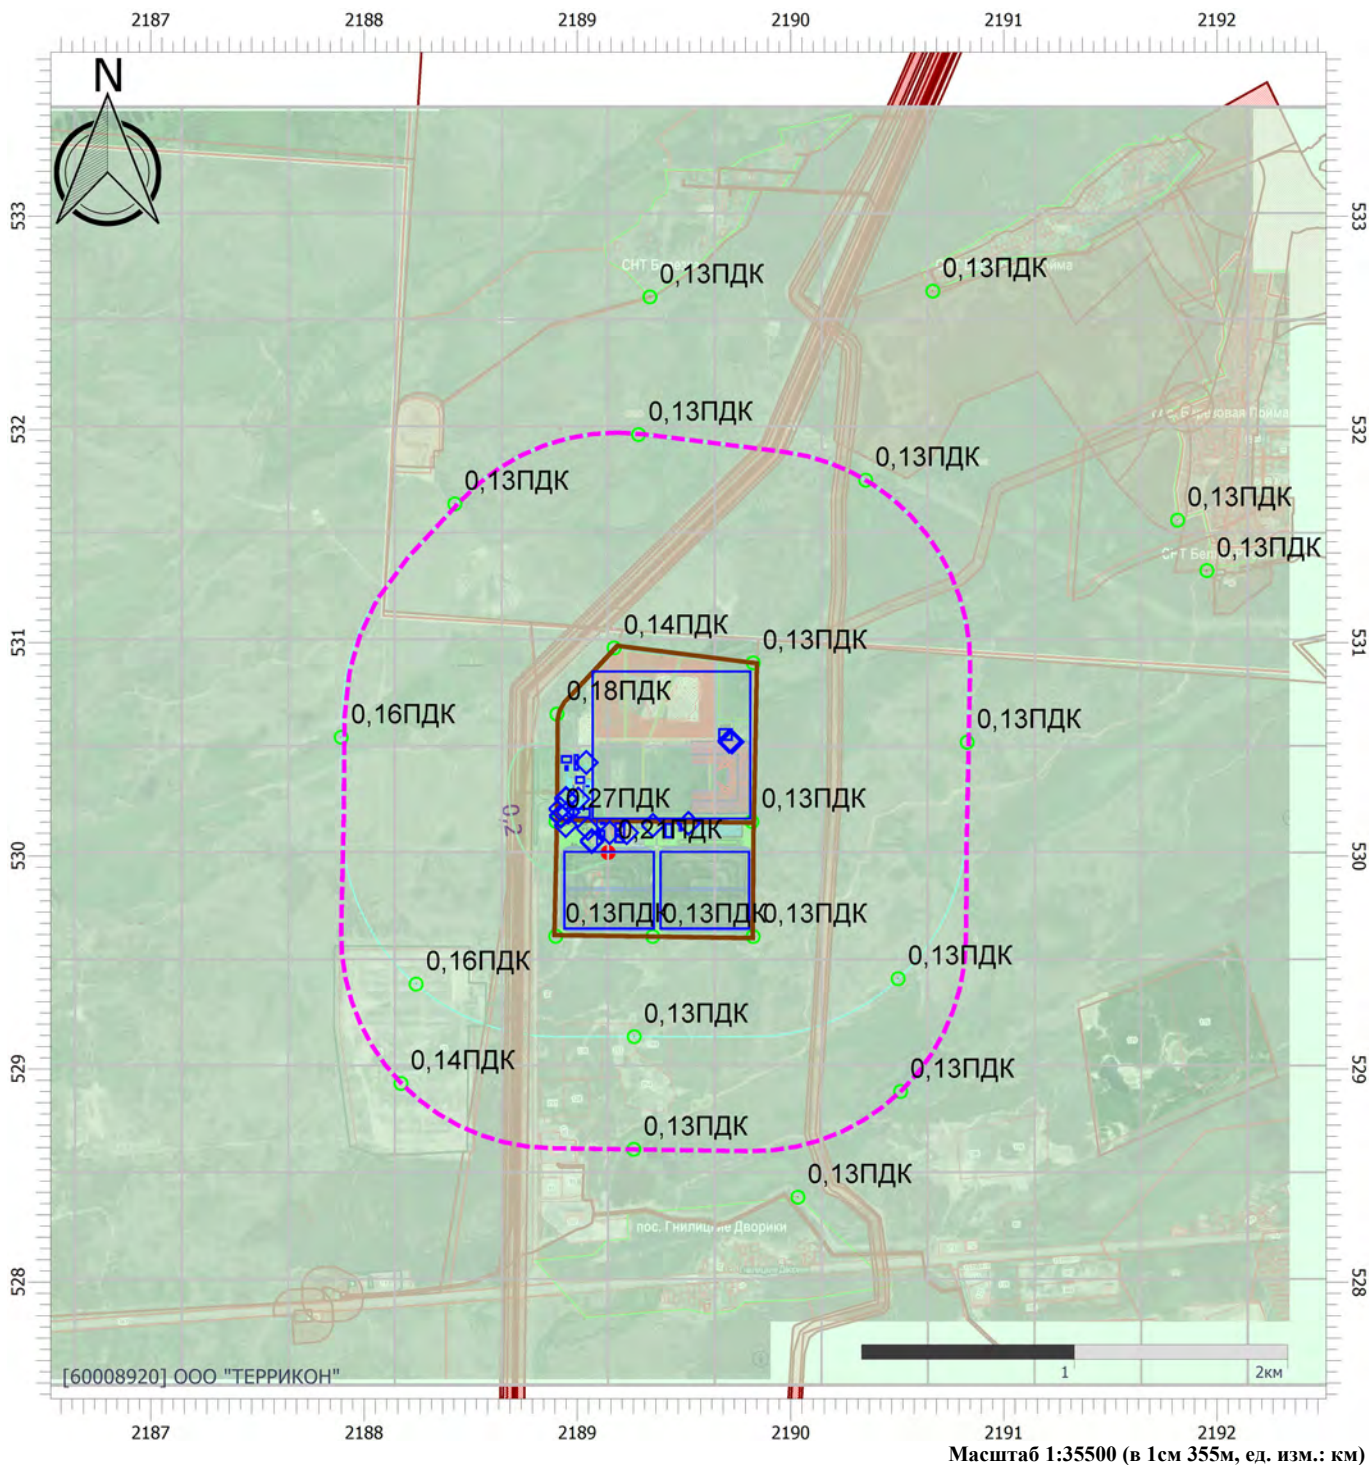 2187 2188 2189 2190 2191 2192
N
533 533
СНТ Берёзка
0,13ПДК
0,13ПДК
0,13ПДК
532 532
0,13ПДК
0,13ПДК
0,13ПДК
0,13ПДК
531 531
0,14ПДК
0,13ПДК
0,18ПДК
0,16ПДК
0,13ПДК
0,27ПДК
0,13ПДК
0,2
0,21ПДК
530 530
0,13ПДК
0,13ПДК
0,13ПДК
0,16ПДК
0,13ПДК
0,13ПДК
0,14ПДК
0,13ПДК
529 529
0,13ПДК
0,13ПДК
пос. Гнилицкие Дворики
528 528
[60008920] ООО "ТЕРРИКОН"
1 2км
2187 2188 2189 2190 2191 2192
Масштаб 1:35500 (в 1см 355м, ед. изм.: км)